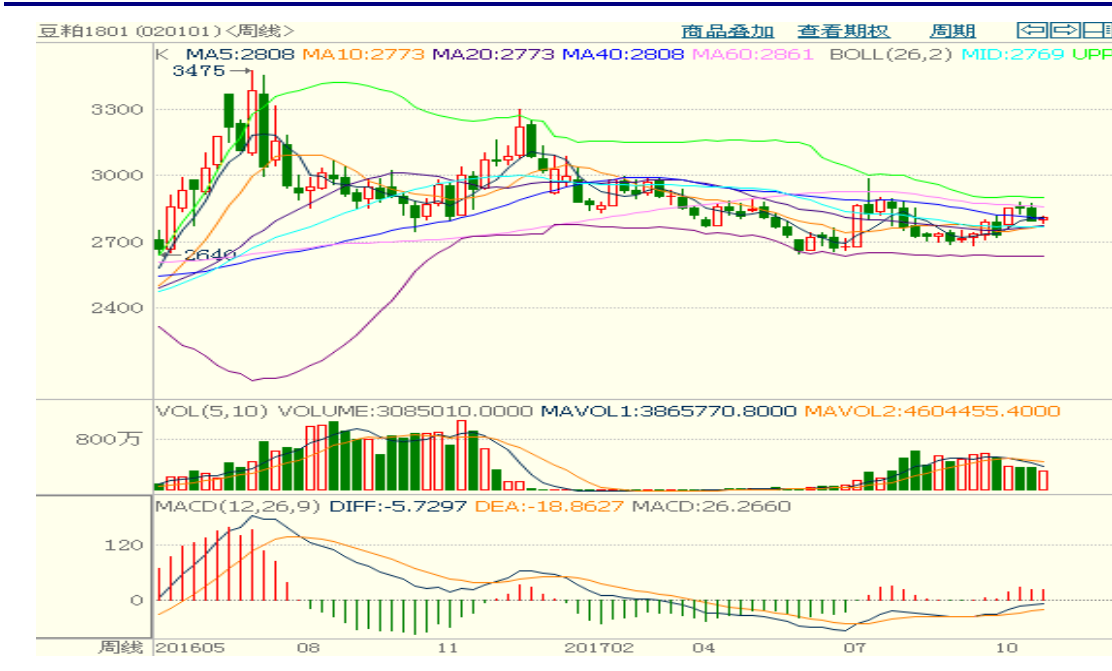 豆粕1801 (020101)<周线> 商品叠加 查看期权 周期
K MA5:2808 MA10:2773 MA20:2773 MA40:2808 MA60:2861 BOLL(26,2) MID:2769 UPP
3475
3300
3000
2700
2640
2400
VOL(5,10) VOLUME:3085010.0000 MAVOL1:3865770.8000 MAVOL2:4604455.4000
800万
MACD(12,26,9) DIFF:-5.7297 DEA:-18.8627 MACD:26.2660
120
0
周线 201605 08 11 201702 04 07 10